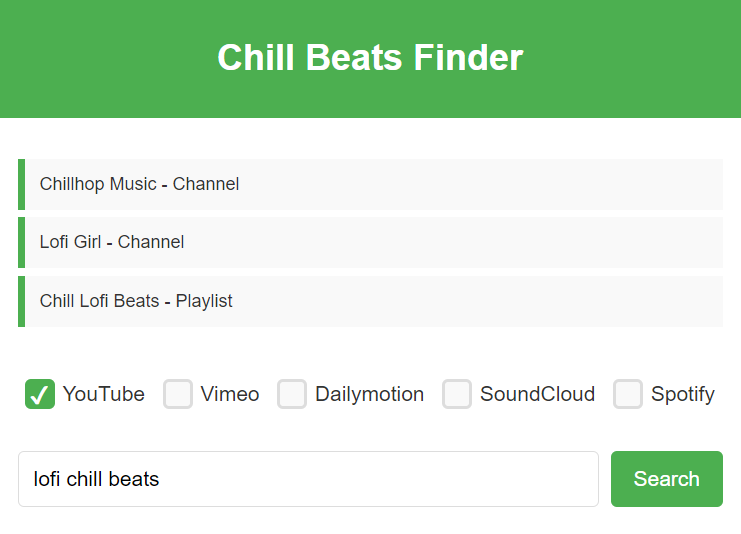 Chill Beats Finder
Chillhop Music - Channel
Lofi Girl - Channel
Chill Lofi Beats - Playlist
YouTube Vimeo Dailymotion SoundCloud Spotify
lofi chill beats Search